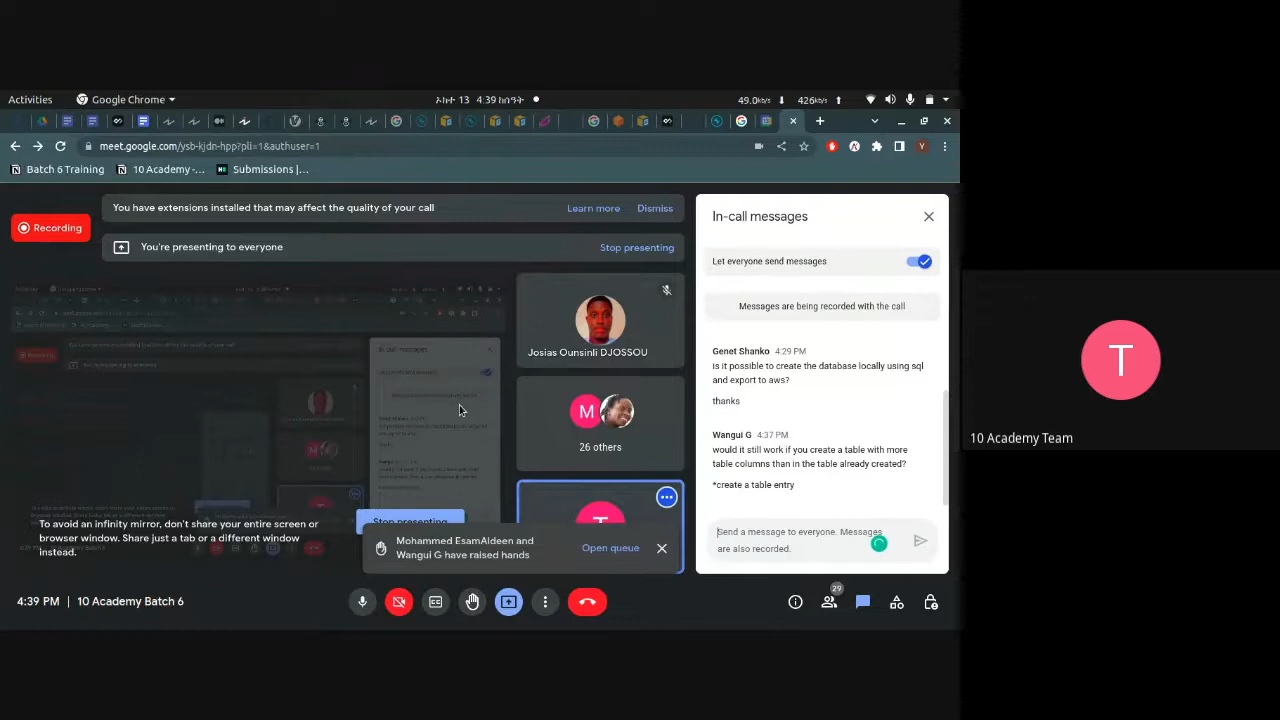 Activities
Google Chrome
4:39
49.0kb/s
426kb/s
meet.google.com/ysb-kjdn-hpp?pli=1&authuser=1
Batch 6 Training
10 Academy -...
Submissions |...
You have extensions installed that may affect the quality of your call
Learn more
Dismiss
Recording
You're presenting to everyone
Stop presenting
Josias Ounsinli DJOSSOU
M
26 others
T
To avoid an infinity mirror, don't share your entire screen or
browser window. Share just a tab or a different window
instead.
Stop presenting
Mohammed EsamAldeen and
Wangui G have raised hands
Open queue
In-call messages
Let everyone send messages
Messages are being recorded with the call
Genet Shanko 4:29 PM
is it possible to create the database locally using sql
and export to aws?
thanks
Wangui G 4:37 PM
would it still work if you create a table with more
table columns than in the table already created?
*create a table entry
Send a message to everyone. Messages
are also recorded.
4:39 PM | 10 Academy Batch 6
29
T
10 Academy Team